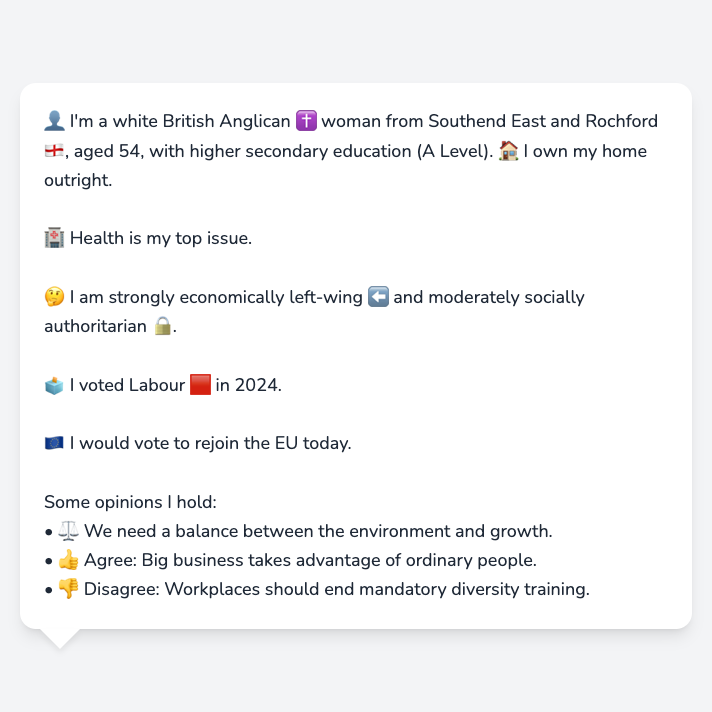 👤 I'm a white British Anglican ✝️ woman from Southend East and Rochford
🏴󠁧󠁢󠁥󠁮󠁧󠁿, aged 54, with higher secondary education (A Level). 🏠 I own my home
outright.
🏥 Health is my top issue.
🤔 I am strongly economically left-wing ⬅️ and moderately socially
authoritarian 🔒.
🗳️ I voted Labour 🟥 in 2024.
🇪🇺 I would vote to rejoin the EU today.
Some opinions I hold:
• ⚖️ We need a balance between the environment and growth.
• 👍 Agree: Big business takes advantage of ordinary people.
• 👎 Disagree: Workplaces should end mandatory diversity training.